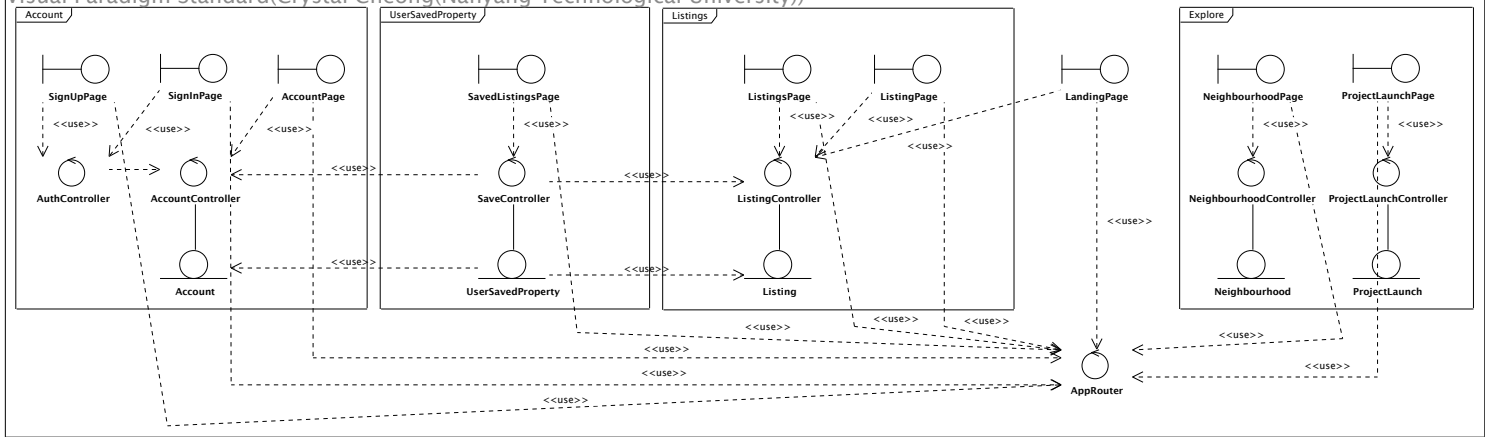 Visual Paradigm Standard(Crystal Cheong(Nanyang Technological University))
Account
UserSavedProperty
Listings
Explore
SignUpPage
SignInPage
AccountPage
SavedListingsPage
ListingsPage
ListingPage
LandingPage
NeighbourhoodPage
ProjectLaunchPage
<<use>>
<<use>>
<<use>>
<<use>>
<<use>>
<<use>>
<<use>>
<<use>>
<<use>>
<<use>>
AuthController
AccountController
SaveController
ListingController
NeighbourhoodController
ProjectLaunchController
<<use>>
<<use>>
<<use>>
Account
UserSavedProperty
Listing
Neighbourhood
ProjectLaunch
<<use>>
<<use>>
<<use>>
<<use>>
<<use>>
<<use>>
<<use>>
<<use>>
AppRouter
<<use>>